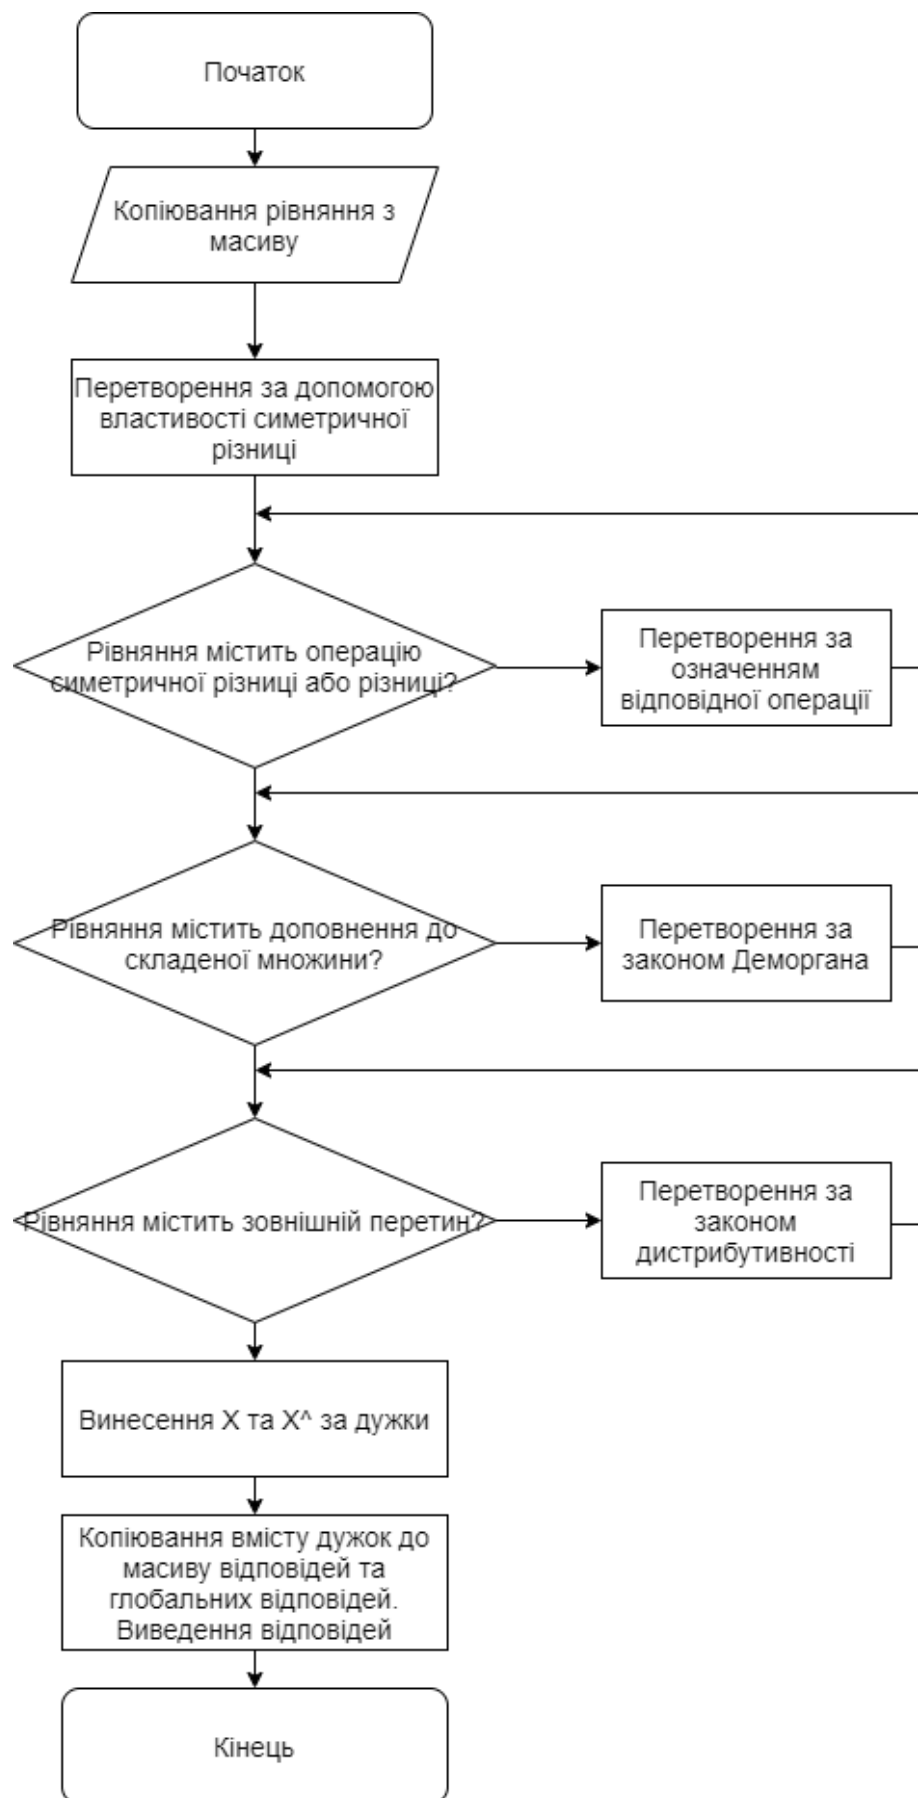 Початок
Копіювання рівняння з
масиву
Перетворення за допомогою
властивості симетричної
різниці
Рівняння містить операцію
симетричної різниці або різниці?
Перетворення за
означенням
відповідної операції
Рівняння містить доповнення до
складеної множини?
Перетворення за
законом Деморгана
Рівняння містить зовнішній перетин?
Перетворення за
законом
дистрибутивності
Винесення X та X^ за дужки
Копіювання вмісту дужок до
масиву відповідей та
глобальних відповідей.
Виведення відповідей
Кінець